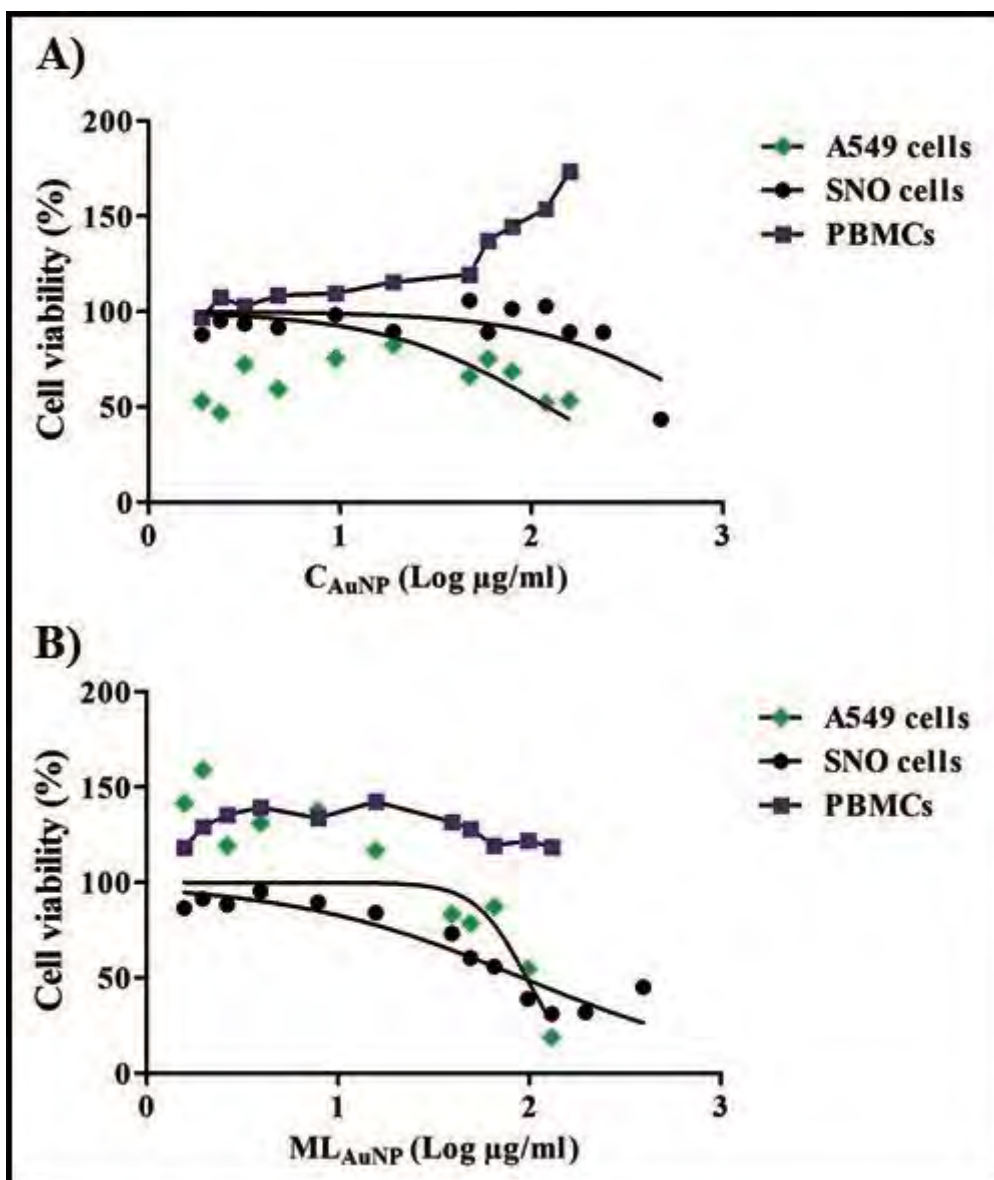 A)
200
150
100
50
0
Cell viability (%)
0 1 2 3
C_AuNP (Log µg/ml)
A549 cells
SNO cells
PBMCs
B)
200
150
100
50
0
Cell viability (%)
0 1 2 3
ML_AuNP (Log µg/ml)
A549 cells
SNO cells
PBMCs